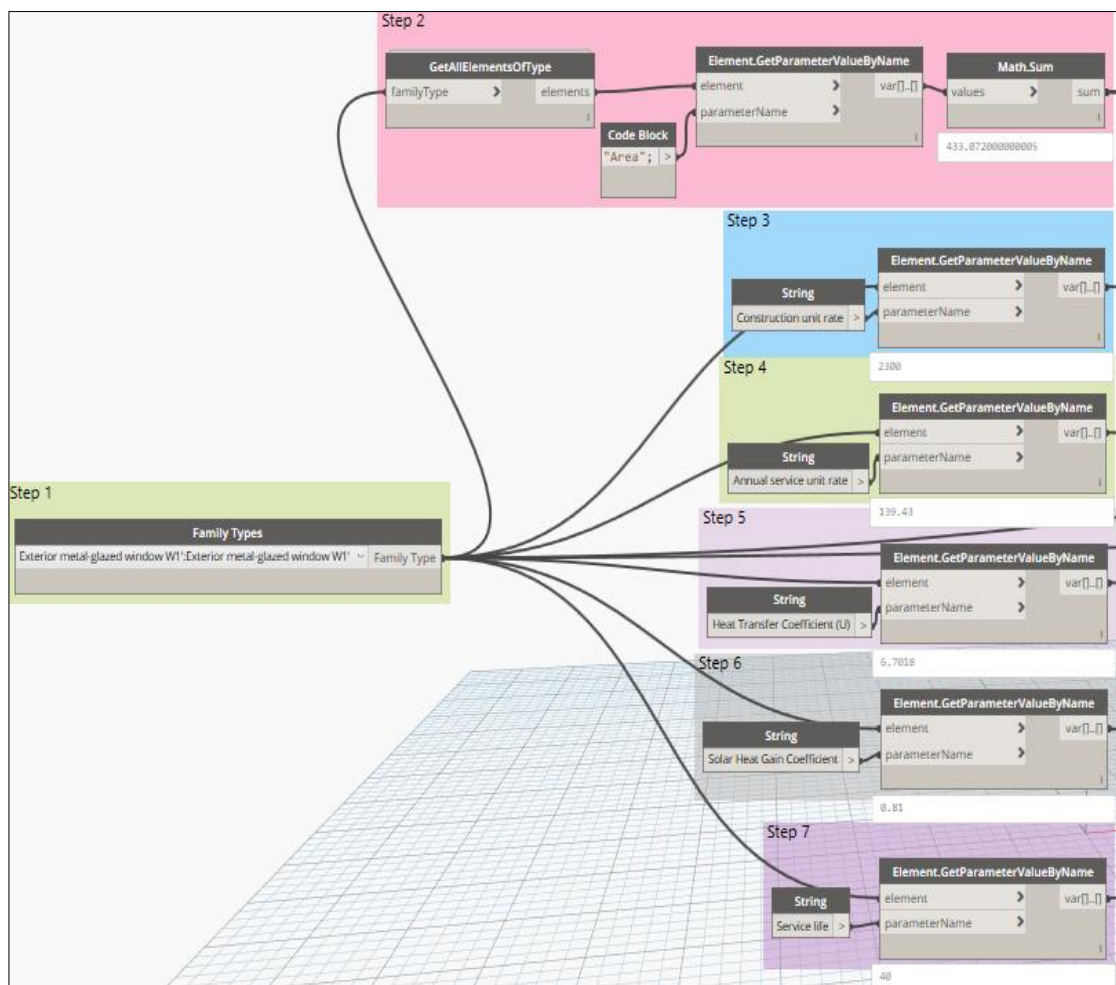 Step 2
GetAllElementsOfType
familyType > elements
Element.GetParameterValueByName
element > var[]..[]
parameterName >
Math.Sum
values > sum
Code Block
"Area"; >
433.072000000005
Step 3
Element.GetParameterValueByName
element > var[]..[]
parameterName >
String
Construction unit rate >
2300
Step 4
Element.GetParameterValueByName
element > var[]..[]
parameterName >
String
Annual service unit rate >
139.43
Step 1
Family Types
Exterior metal-glazed window W1':Exterior metal-glazed window W1' Family Type
Step 5
Element.GetParameterValueByName
element > var[]..[]
parameterName >
String
Heat Transfer Coefficient (U) >
6.7018
Step 6
Element.GetParameterValueByName
element > var[]..[]
parameterName >
String
Solar Heat Gain Coefficient >
0.81
Step 7
Element.GetParameterValueByName
element > var[]..[]
parameterName >
String
Service life >
40